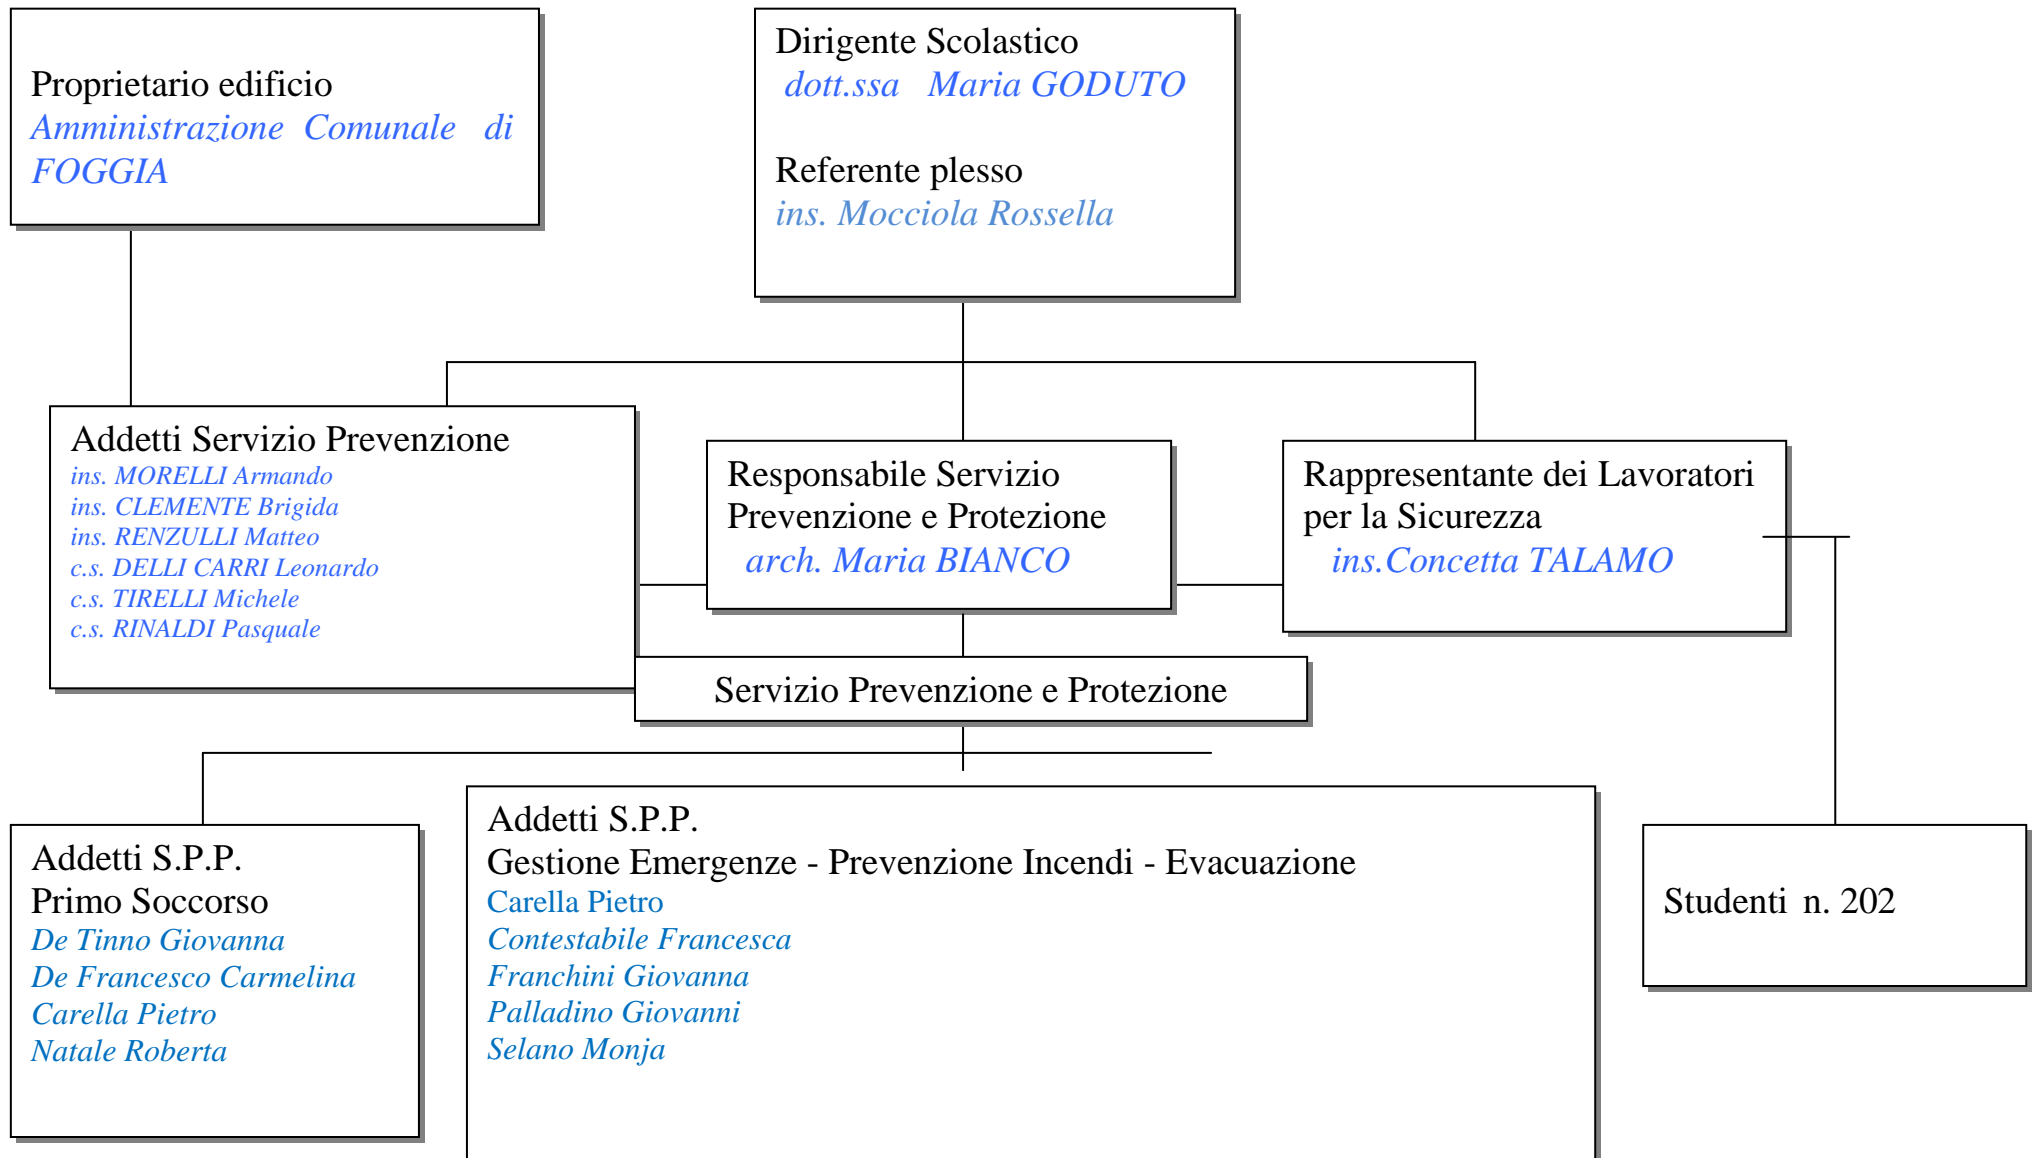 Proprietario edificio
Amministrazione Comunale di
FOGGIA
Dirigente Scolastico
dott.ssa Maria GODUTO
Referente plesso
ins. Mocciola Rossella
Addetti Servizio Prevenzione
ins. MORELLI Armando
ins. CLEMENTE Brigida
ins. RENZULLI Matteo
c.s. DELLI CARRI Leonardo
c.s. TIRELLI Michele
c.s. RINALDI Pasquale
Responsabile Servizio
Prevenzione e Protezione
arch. Maria BIANCO
Rappresentante dei Lavoratori
per la Sicurezza
ins.Concetta TALAMO
Servizio Prevenzione e Protezione
Addetti S.P.P.
Primo Soccorso
De Tinno Giovanna
De Francesco Carmelina
Carella Pietro
Natale Roberta
Addetti S.P.P.
Gestione Emergenze - Prevenzione Incendi - Evacuazione
Carella Pietro
Contestabile Francesca
Franchini Giovanna
Palladino Giovanni
Selano Monja
Studenti n. 202